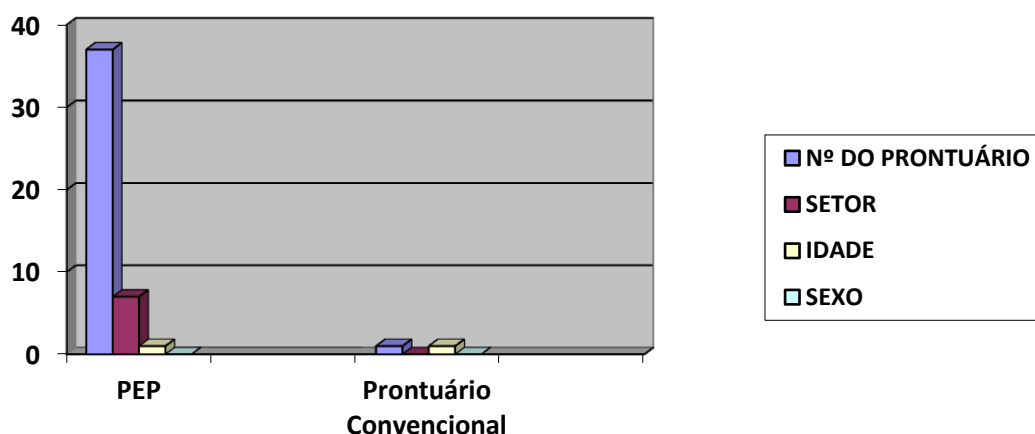 40
30
20
10
0
PEP
Prontuário
Convencional
Nº DO PRONTUÁRIO
SETOR
IDADE
SEXO